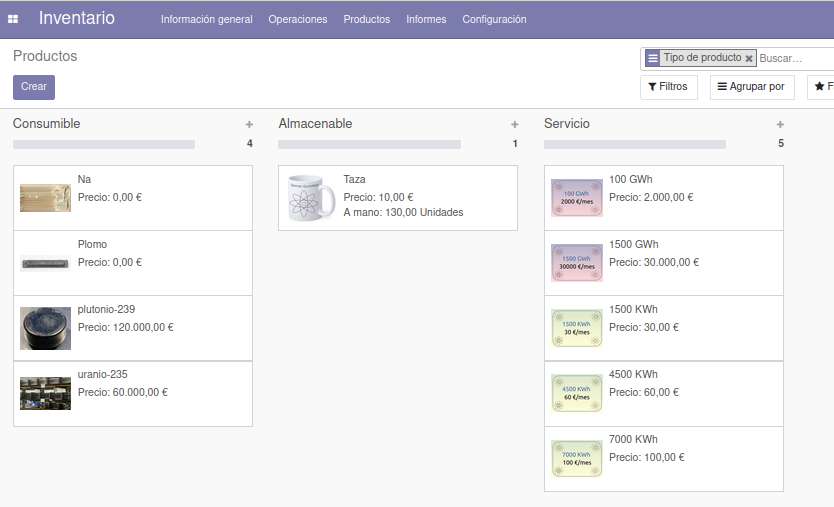 Inventario
Información general
Operaciones
Productos
Informes
Configuración
Productos
Tipo de producto
Buscar...
Crear
Filtros
Agrupar por
F
Consumible
4
Na
Precio: 0,00 €
Plomo
Precio: 0,00 €
plutonio-239
Precio: 120.000,00 €
uranio-235
Precio: 60.000,00 €
Almacenable
1
Taza
Precio: 10,00 €
A mano: 130,00 Unidades
Servicio
5
100 GWh
2000 €/mes
100 GWh
Precio: 2.000,00 €
1500 GWh
30000 €/mes
1500 GWh
Precio: 30.000,00 €
1500 KWh
30 €/mes
1500 KWh
Precio: 30,00 €
4500 KWh
60 €/mes
4500 KWh
Precio: 60,00 €
7000 KWh
100 €/mes
7000 KWh
Precio: 100,00 €